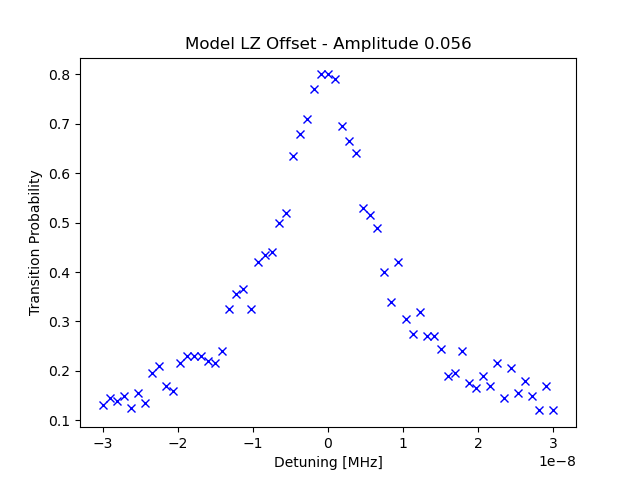 Model LZ Offset - Amplitude 0.056
0.8
0.7
0.6
0.5
0.4
0.3
0.2
0.1
Transition Probability
−3 −2 −1 0 1 2 3
1e−8
Detuning [MHz]